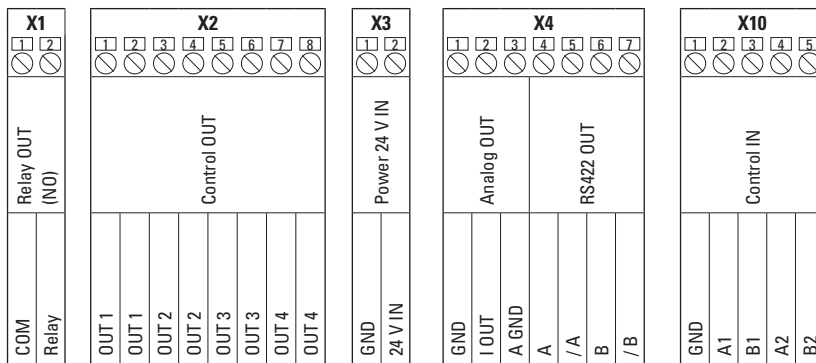 X1
1 2
Relay OUT
(NO)
COM
Relay
X2
1 2 3 4 5 6 7 8
Control OUT
OUT 1
OUT 1
OUT 2
OUT 2
OUT 3
OUT 3
OUT 4
OUT 4
X3
1 2
Power 24 V IN
GND
24 V IN
X4
1 2 3 4 5 6 7
Analog OUT
RS422 OUT
GND
I OUT
A GND
A
/ A
B
/ B
X10
1 2 3 4 5
Control IN
GND
A1
B1
A2
B2